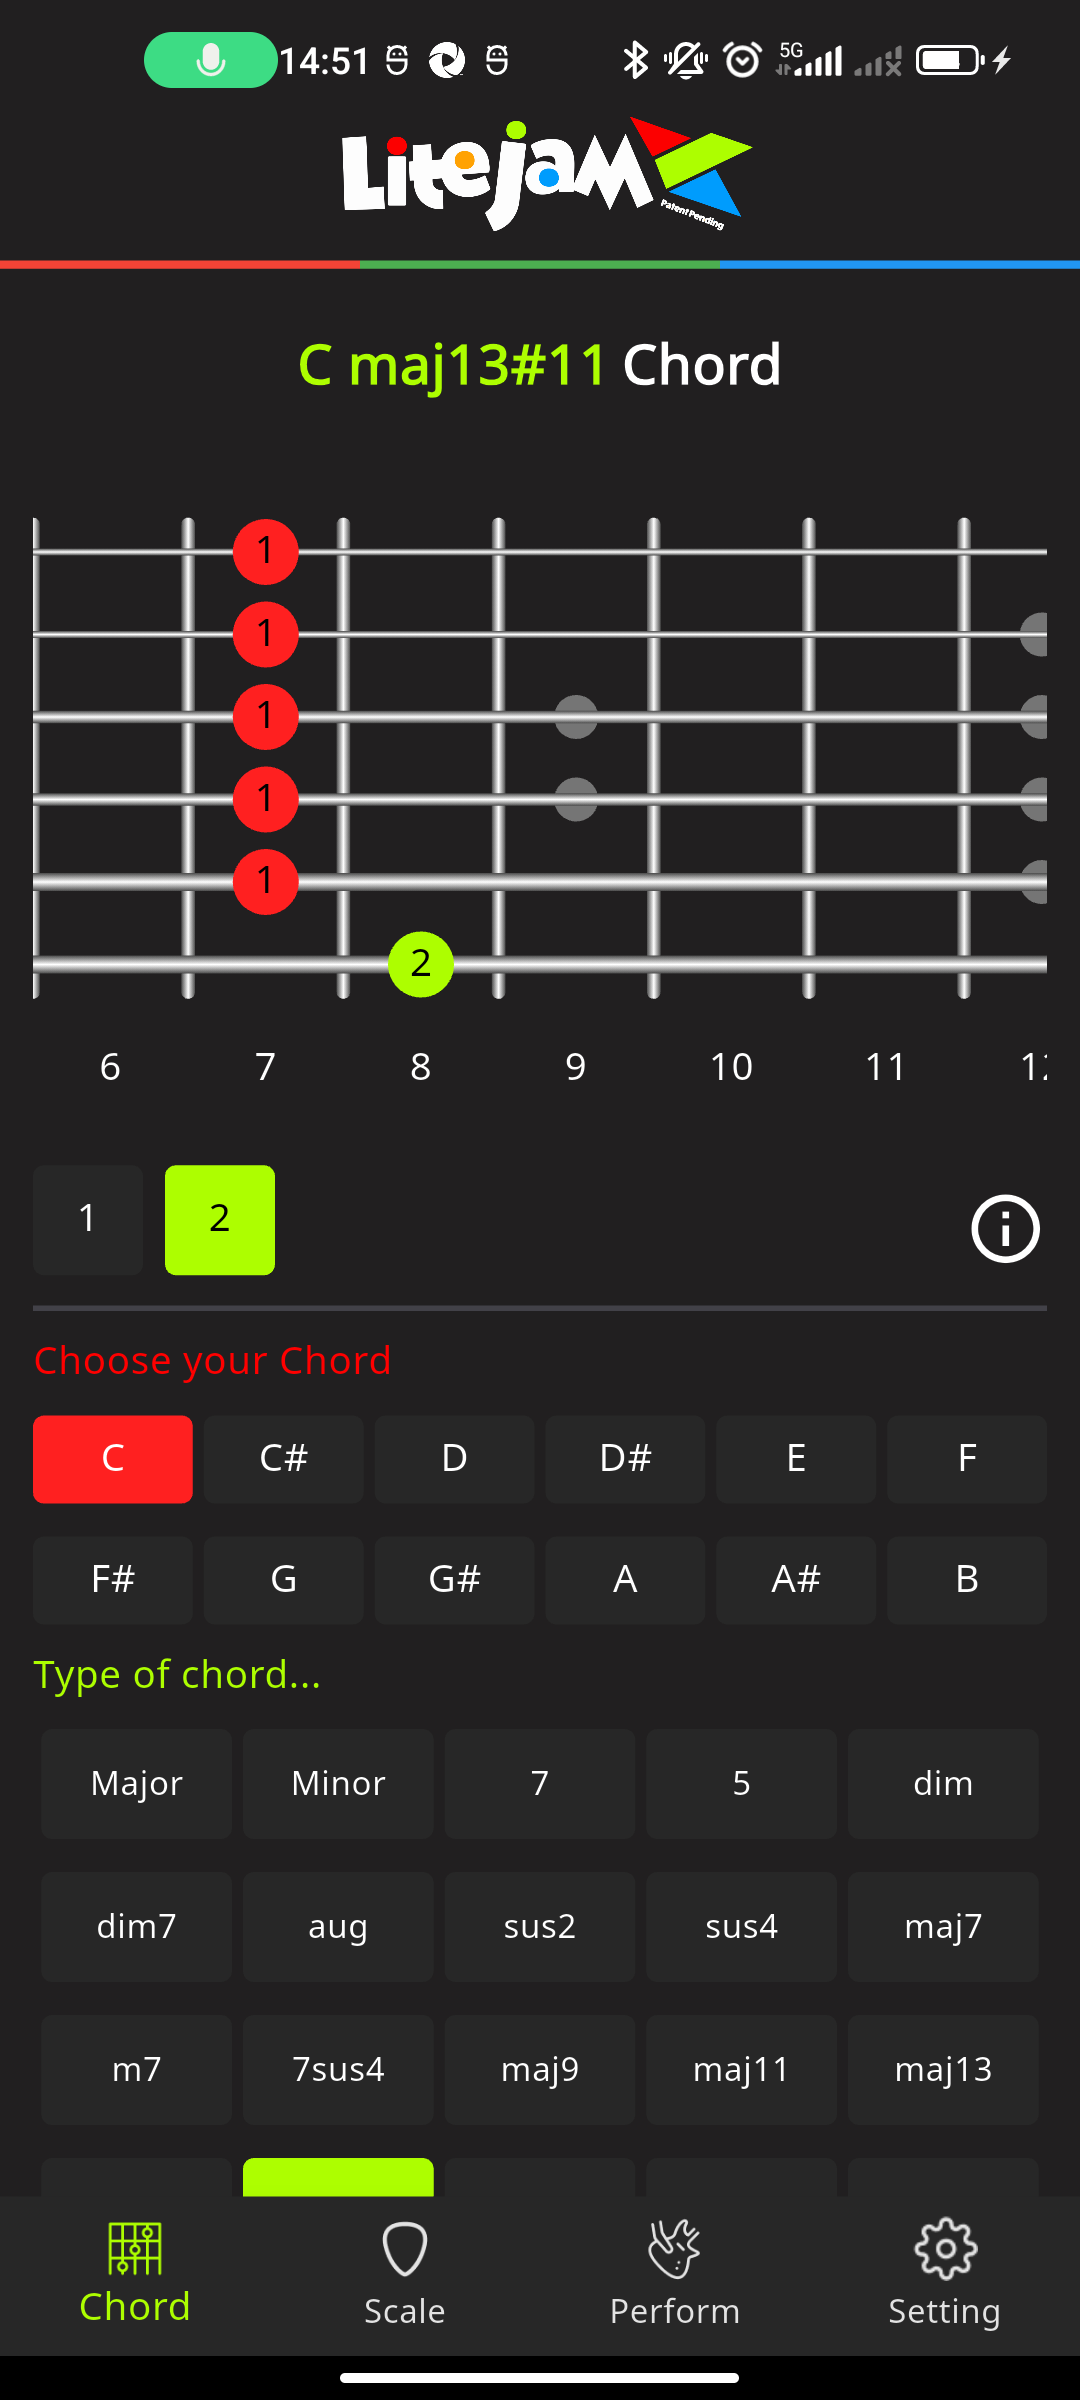 14:51 5G
Litejam
Patent Pending
C maj13#11 Chord
1
1
1
1
1
2
6 7 8 9 10 11 12
1 2
Choose your Chord
C C# D D# E F
F# G G# A A# B
Type of chord...
Major Minor 7 5 dim
dim7 aug sus2 sus4 maj7
m7 7sus4 maj9 maj11 maj13
Chord Scale Perform Setting